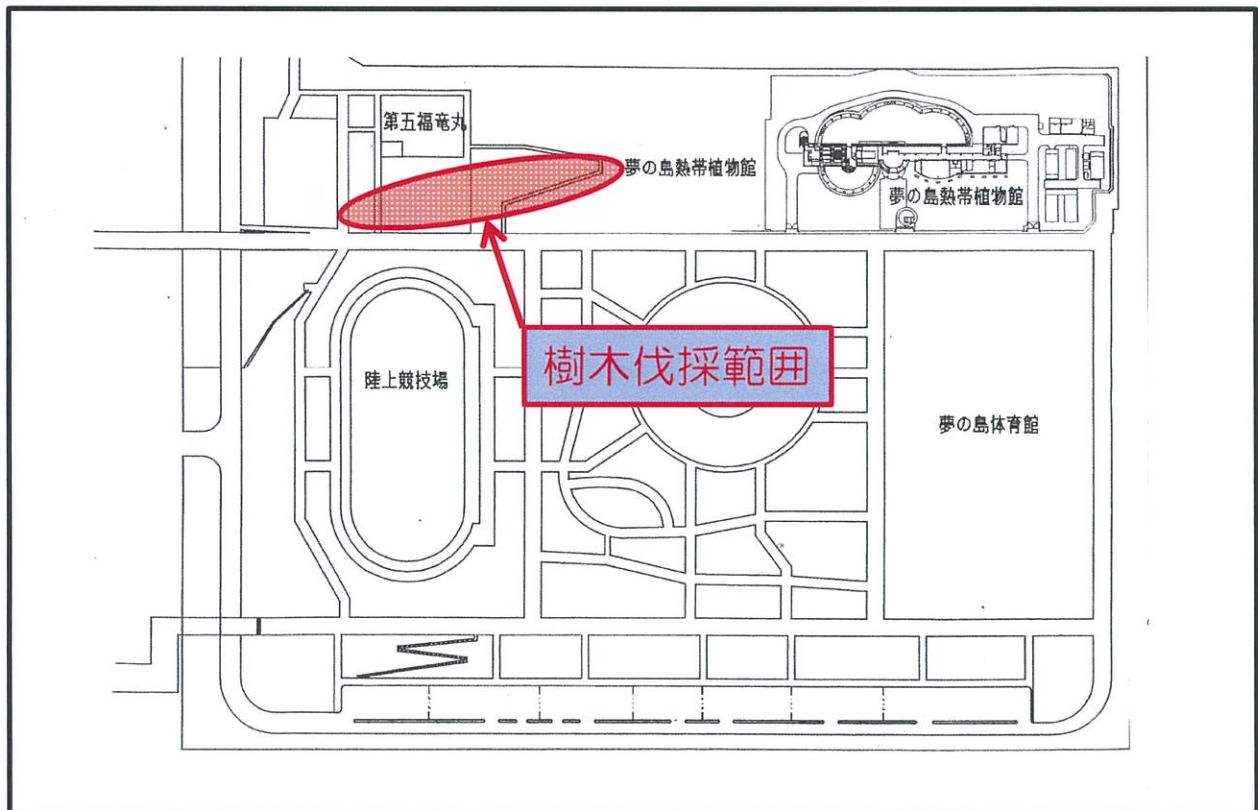 第五福竜丸
夢の島熱帯植物館
夢の島熱帯植物館
樹木伐採範囲
陸上競技場
夢の島体育館